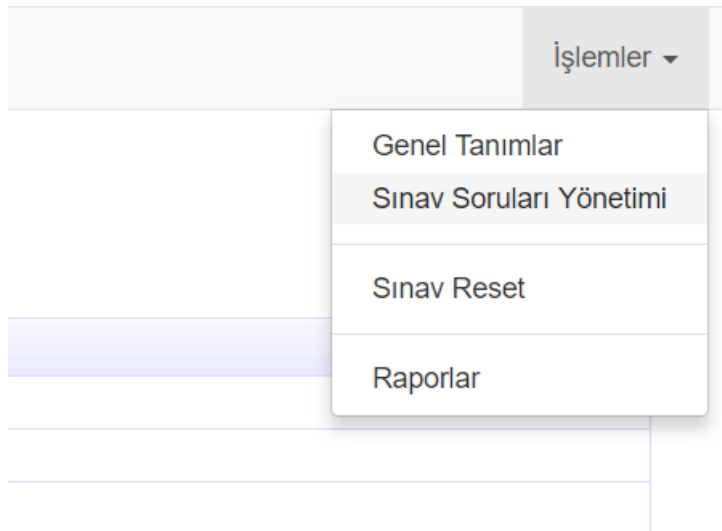 İşlemler
Genel Tanımlar
Sınav Soruları Yönetimi
Sınav Reset
Raporlar